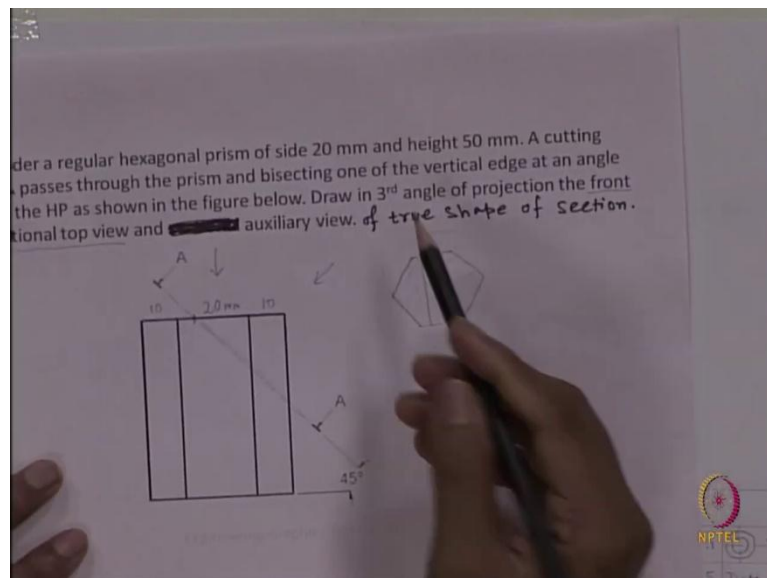 der a regular hexagonal prism of side 20 mm and height 50 mm. A cutting
passes through the prism and bisecting one of the vertical edge at an angle
the HP as shown in the figure below. Draw in 3rd angle of projection the front
tional top view and auxiliary view. of true shape of section.
A
10 20mm 10
A
45°
NPTEL